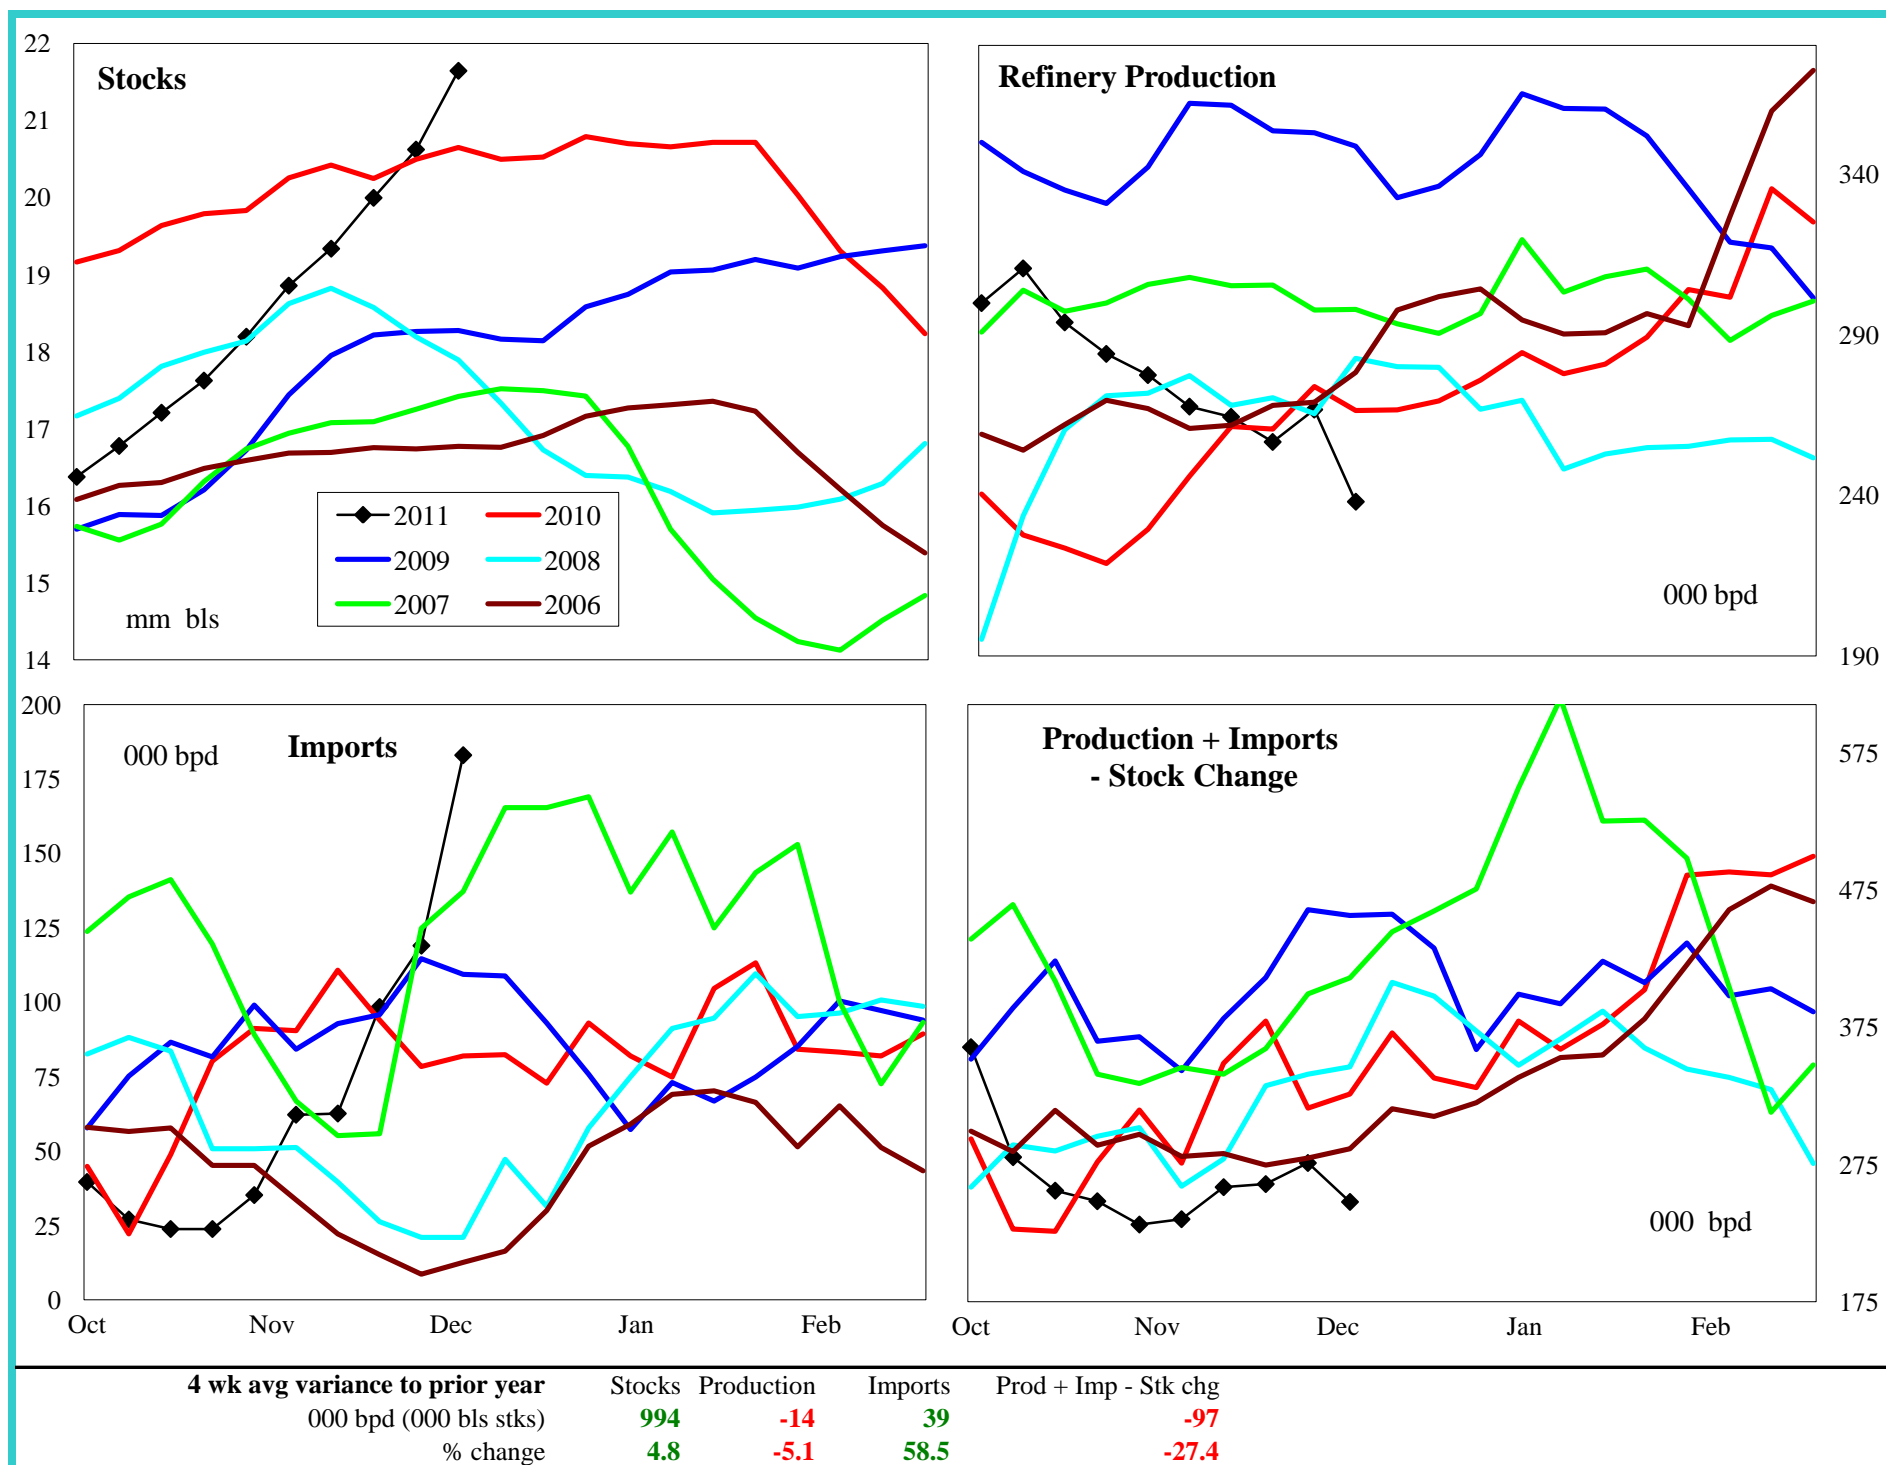 Stocks
22
21
20
19
18
17
16
15
14
mm bls
2011
2010
2009
2008
2007
2006
Refinery Production
340
290
240
190
000 bpd
Imports
000 bpd
200
175
150
125
100
75
50
25
0
Oct Nov Dec Jan Feb
Production + Imports
- Stock Change
575
475
375
275
175
000 bpd
Oct Nov Dec Jan Feb
4 wk avg variance to prior year Stocks Production Imports Prod + Imp - Stk chg
000 bpd (000 bls stks) 994 -14 39 -97
% change 4.8 -5.1 58.5 -27.4